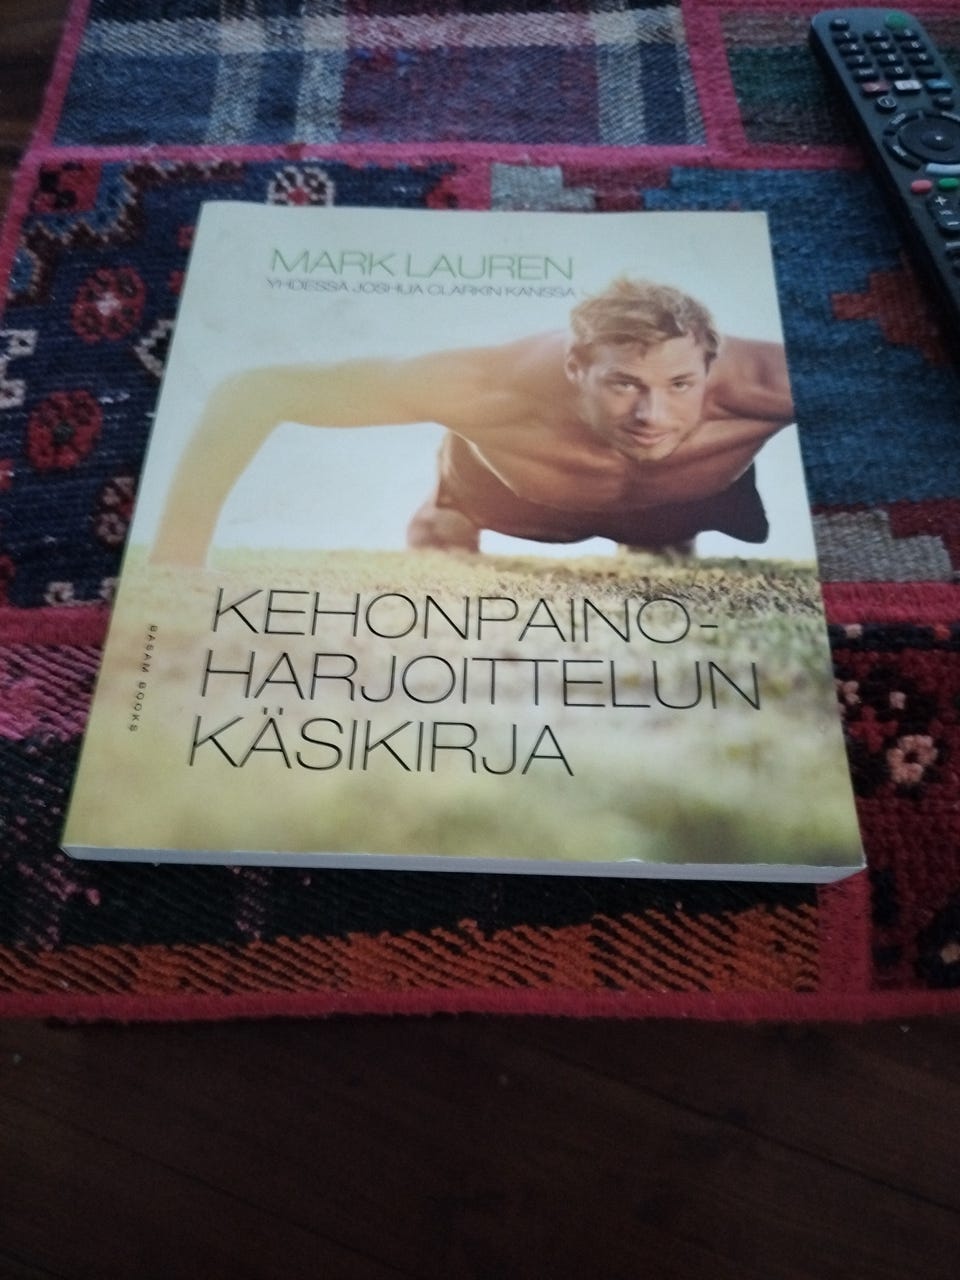 MARK LAUREN
YHDESSÄ JOSHUA CLARKIN KANSSA
KEHONPAINO-
HARJOITTELUN
KÄSIKIRJA
BASAM BOOKS